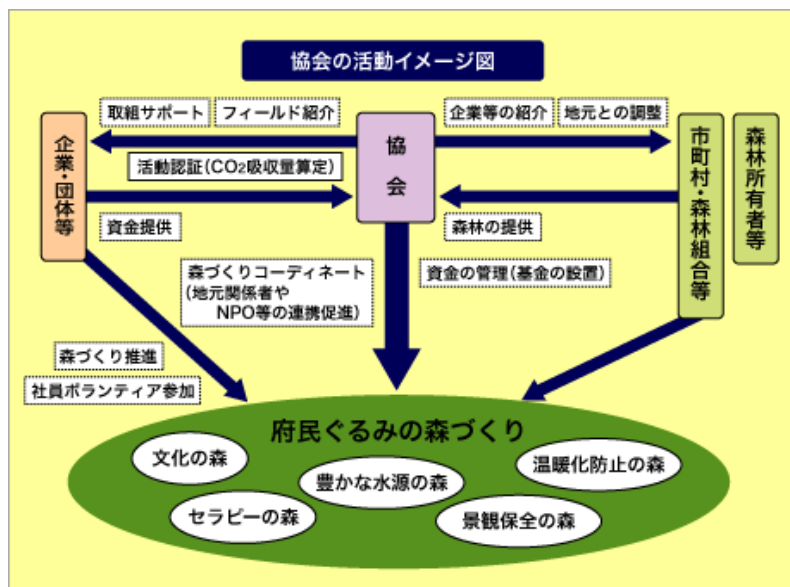 協会の活動イメージ図
取組サポート
フィールド紹介
企業等の紹介
地元との調整
企業・団体等
協会
市町村・森林組合等
森林所有者等
活動認証(CO2吸収量算定)
資金提供
森林の提供
森づくりコーディネート
(地元関係者や
NPO等の連携促進)
資金の管理(基金の設置)
森づくり推進
社員ボランティア参加
府民ぐるみの森づくり
文化の森
豊かな水源の森
温暖化防止の森
セラピーの森
景観保全の森